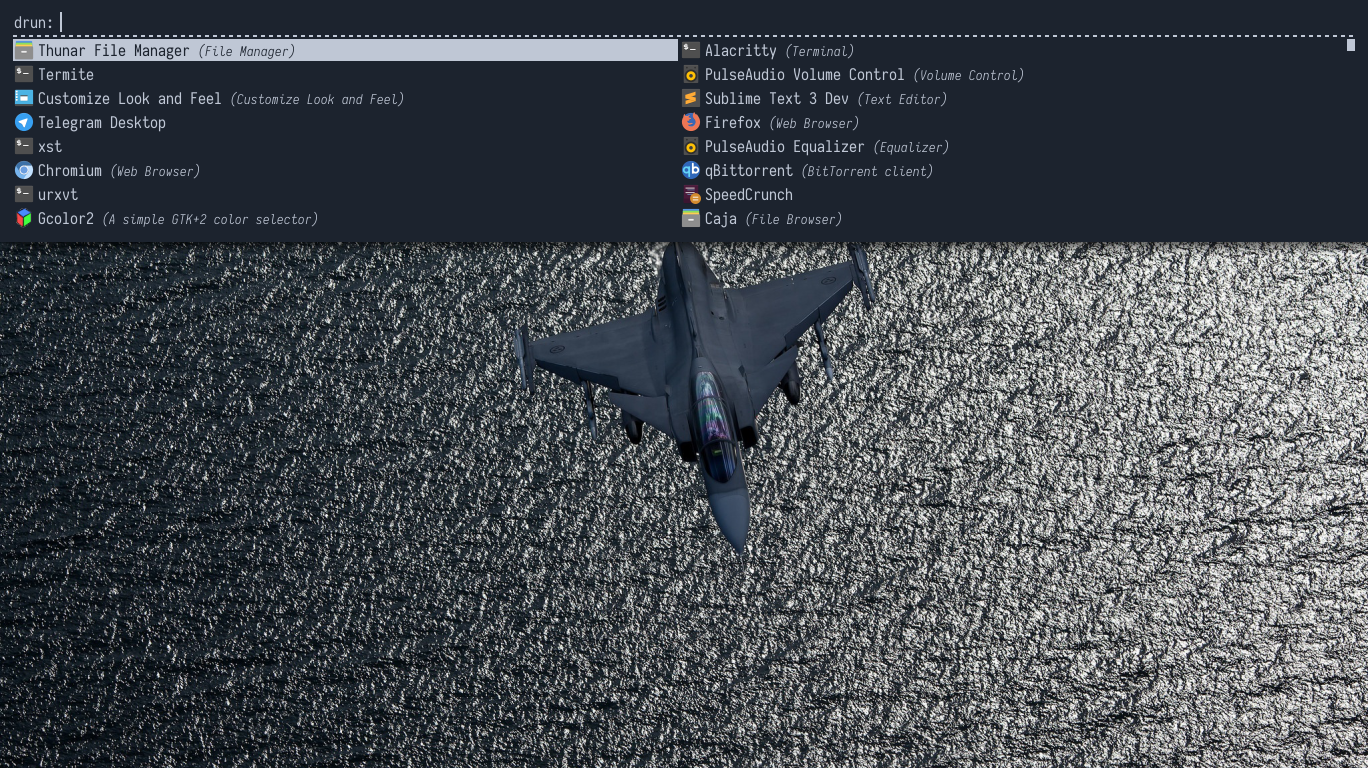 drun:
Thunar File Manager (File Manager)
Alacritty (Terminal)
Termite
PulseAudio Volume Control (Volume Control)
Customize Look and Feel (Customize Look and Feel)
Sublime Text 3 Dev (Text Editor)
Telegram Desktop
Firefox (Web Browser)
xst
PulseAudio Equalizer (Equalizer)
Chromium (Web Browser)
qb qBittorrent (BitTorrent client)
urxvt
SpeedCrunch
Gcolor2 (A simple GTK+2 color selector)
Caja (File Browser)